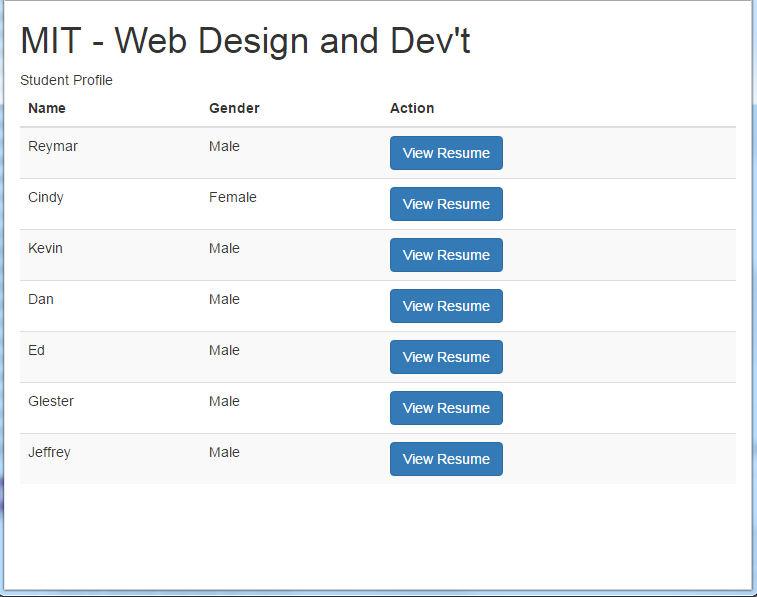 MIT - Web Design and Dev't
Student Profile
Name Gender Action
Reymar Male View Resume
Cindy Female View Resume
Kevin Male View Resume
Dan Male View Resume
Ed Male View Resume
Glester Male View Resume
Jeffrey Male View Resume